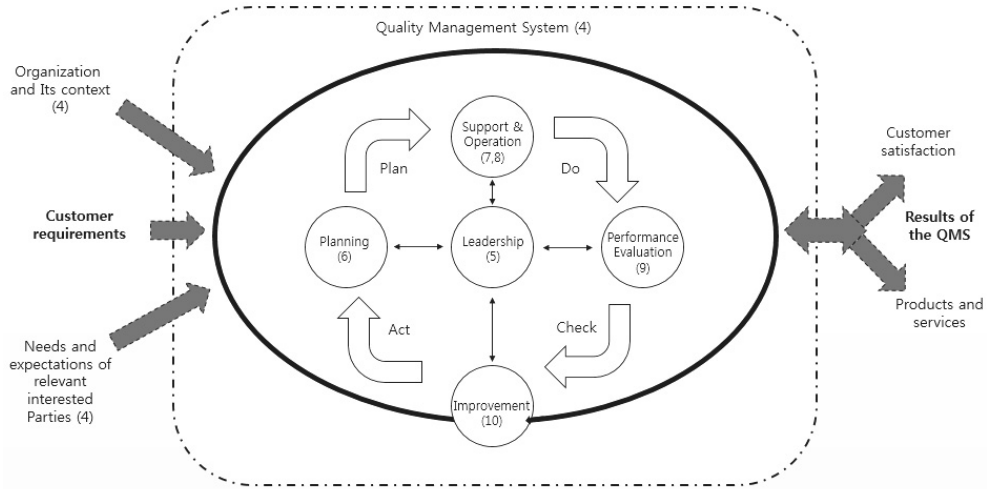 Quality Management System (4)
Organization
and Its context
(4)
Customer
requirements
Needs and
expectations of
relevant
interested
Parties (4)
Support &
Operation
(7,8)
Plan
Do
Planning
(6)
Leadership
(5)
Performance
Evaluation
(9)
Act
Check
Improvement
(10)
Customer
satisfaction
Results of
the QMS
Products and
services